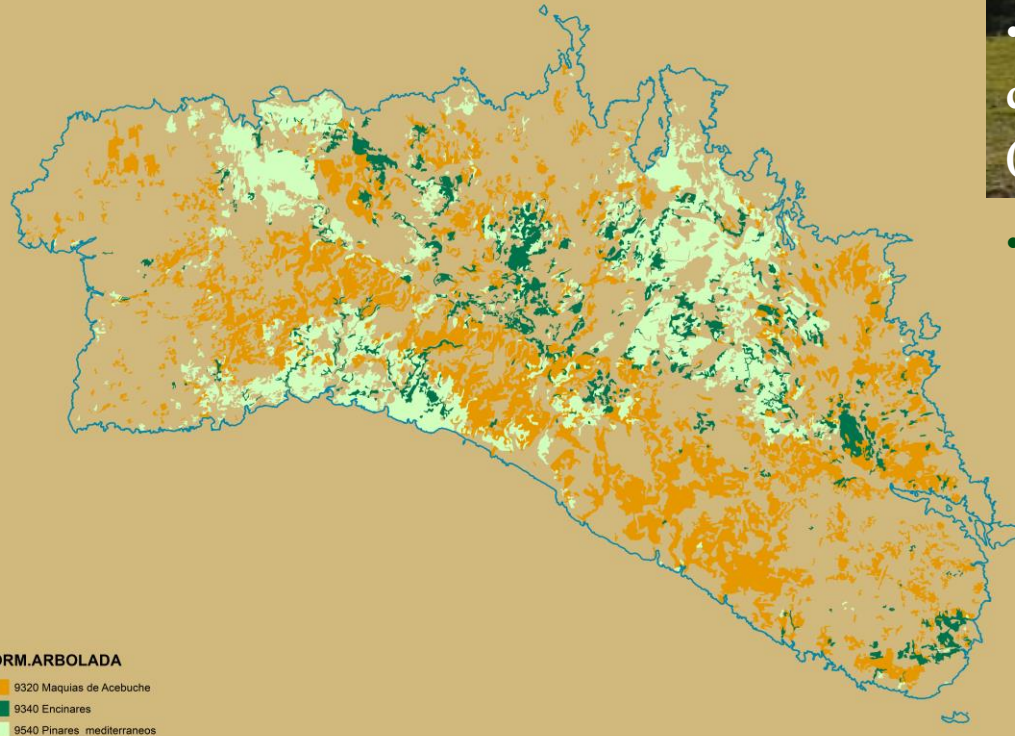 ORM.ARBOLADA
9320 Maquias de Acebuche
9340 Encinares
9540 Pinares mediterraneos